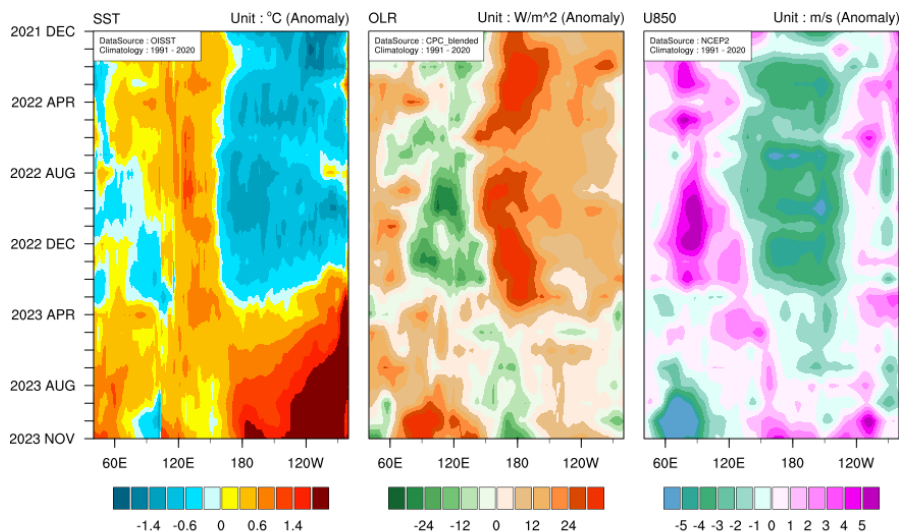 SST Unit : °C (Anomaly)
OLR Unit : W/m^2 (Anomaly)
U850 Unit : m/s (Anomaly)
DataSource : OISST
Climatology : 1991 - 2020
DataSource : CPC_blended
Climatology : 1991 - 2020
DataSource : NCEP2
Climatology : 1991 - 2020
2021 DEC
2022 APR
2022 AUG
2022 DEC
2023 APR
2023 AUG
2023 NOV
60E 120E 180 120W
60E 120E 180 120W
60E 120E 180 120W
-1.4 -0.6 0 0.6 1.4
-24 -12 0 12 24
-5 -4 -3 -2 -1 0 1 2 3 4 5